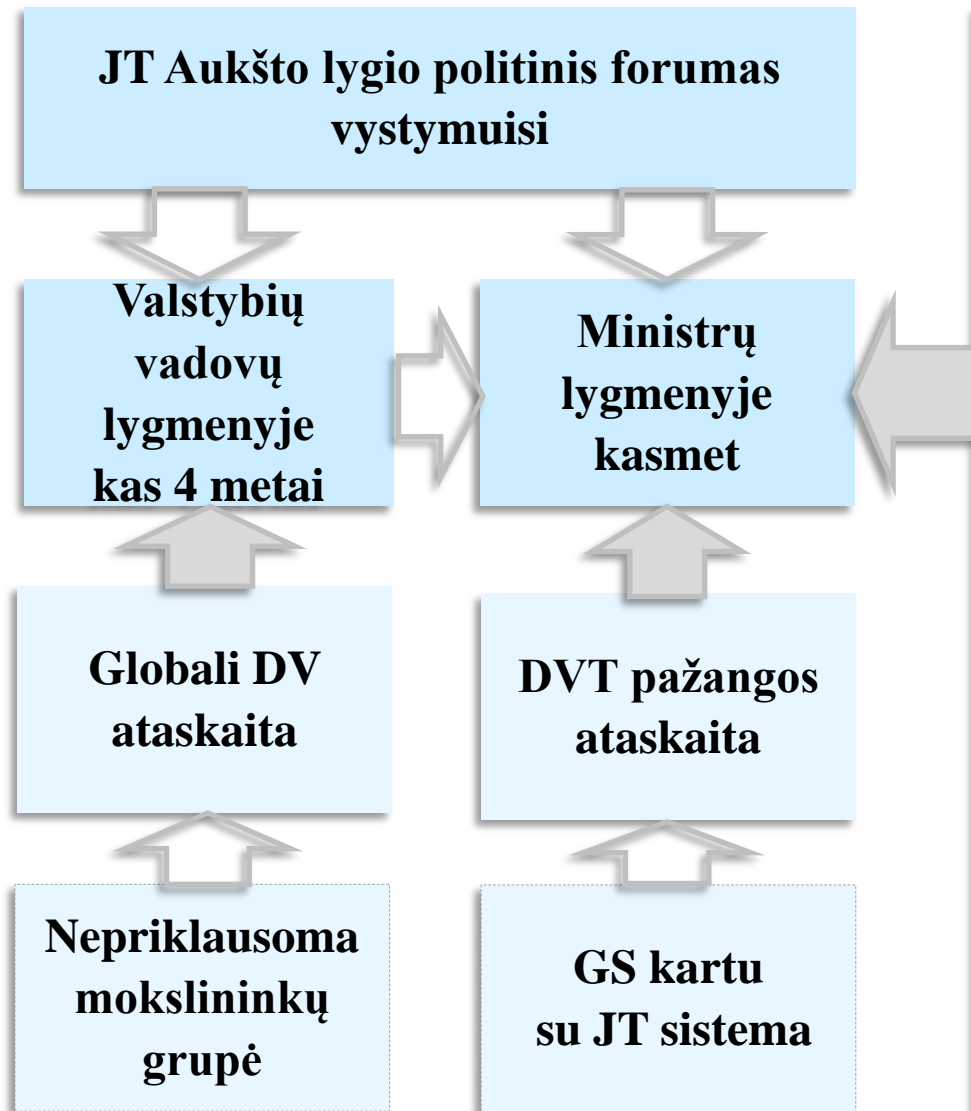 JT Aukšto lygio politinis forumas
vystymuisi
Valstybių
vadovų
lygmenyje
kas 4 metai
Ministrų
lygmenyje
kasmet
Globali DV
ataskaita
DVT pažangos
ataskaita
Nepriklausoma
mokslininkų
grupė
GS kartu
su JT sistema